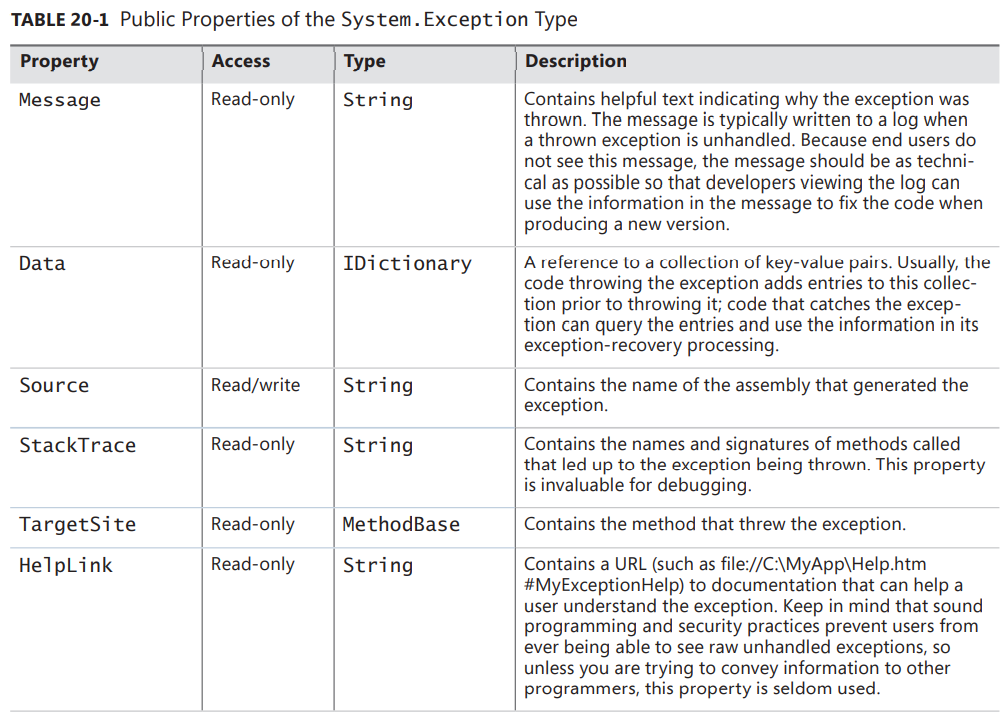 TABLE 20-1 Public Properties of the System.Exception Type
Property Access Type Description
Message Read-only String Contains helpful text indicating why the exception was
thrown. The message is typically written to a log when
a thrown exception is unhandled. Because end users do
not see this message, the message should be as techni-
cal as possible so that developers viewing the log can
use the information in the message to fix the code when
producing a new version.
Data Read-only IDictionary A reference to a collection of key-value pairs. Usually, the
code throwing the exception adds entries to this collec-
tion prior to throwing it; code that catches the excep-
tion can query the entries and use the information in its
exception-recovery processing.
Source Read/write String Contains the name of the assembly that generated the
exception.
StackTrace Read-only String Contains the names and signatures of methods called
that led up to the exception being thrown. This property
is invaluable for debugging.
TargetSite Read-only MethodBase Contains the method that threw the exception.
HelpLink Read-only String Contains a URL (such as file://C:\MyApp\Help.htm
#MyExceptionHelp) to documentation that can help a
user understand the exception. Keep in mind that sound
programming and security practices prevent users from
ever being able to see raw unhandled exceptions, so
unless you are trying to convey information to other
programmers, this property is seldom used.